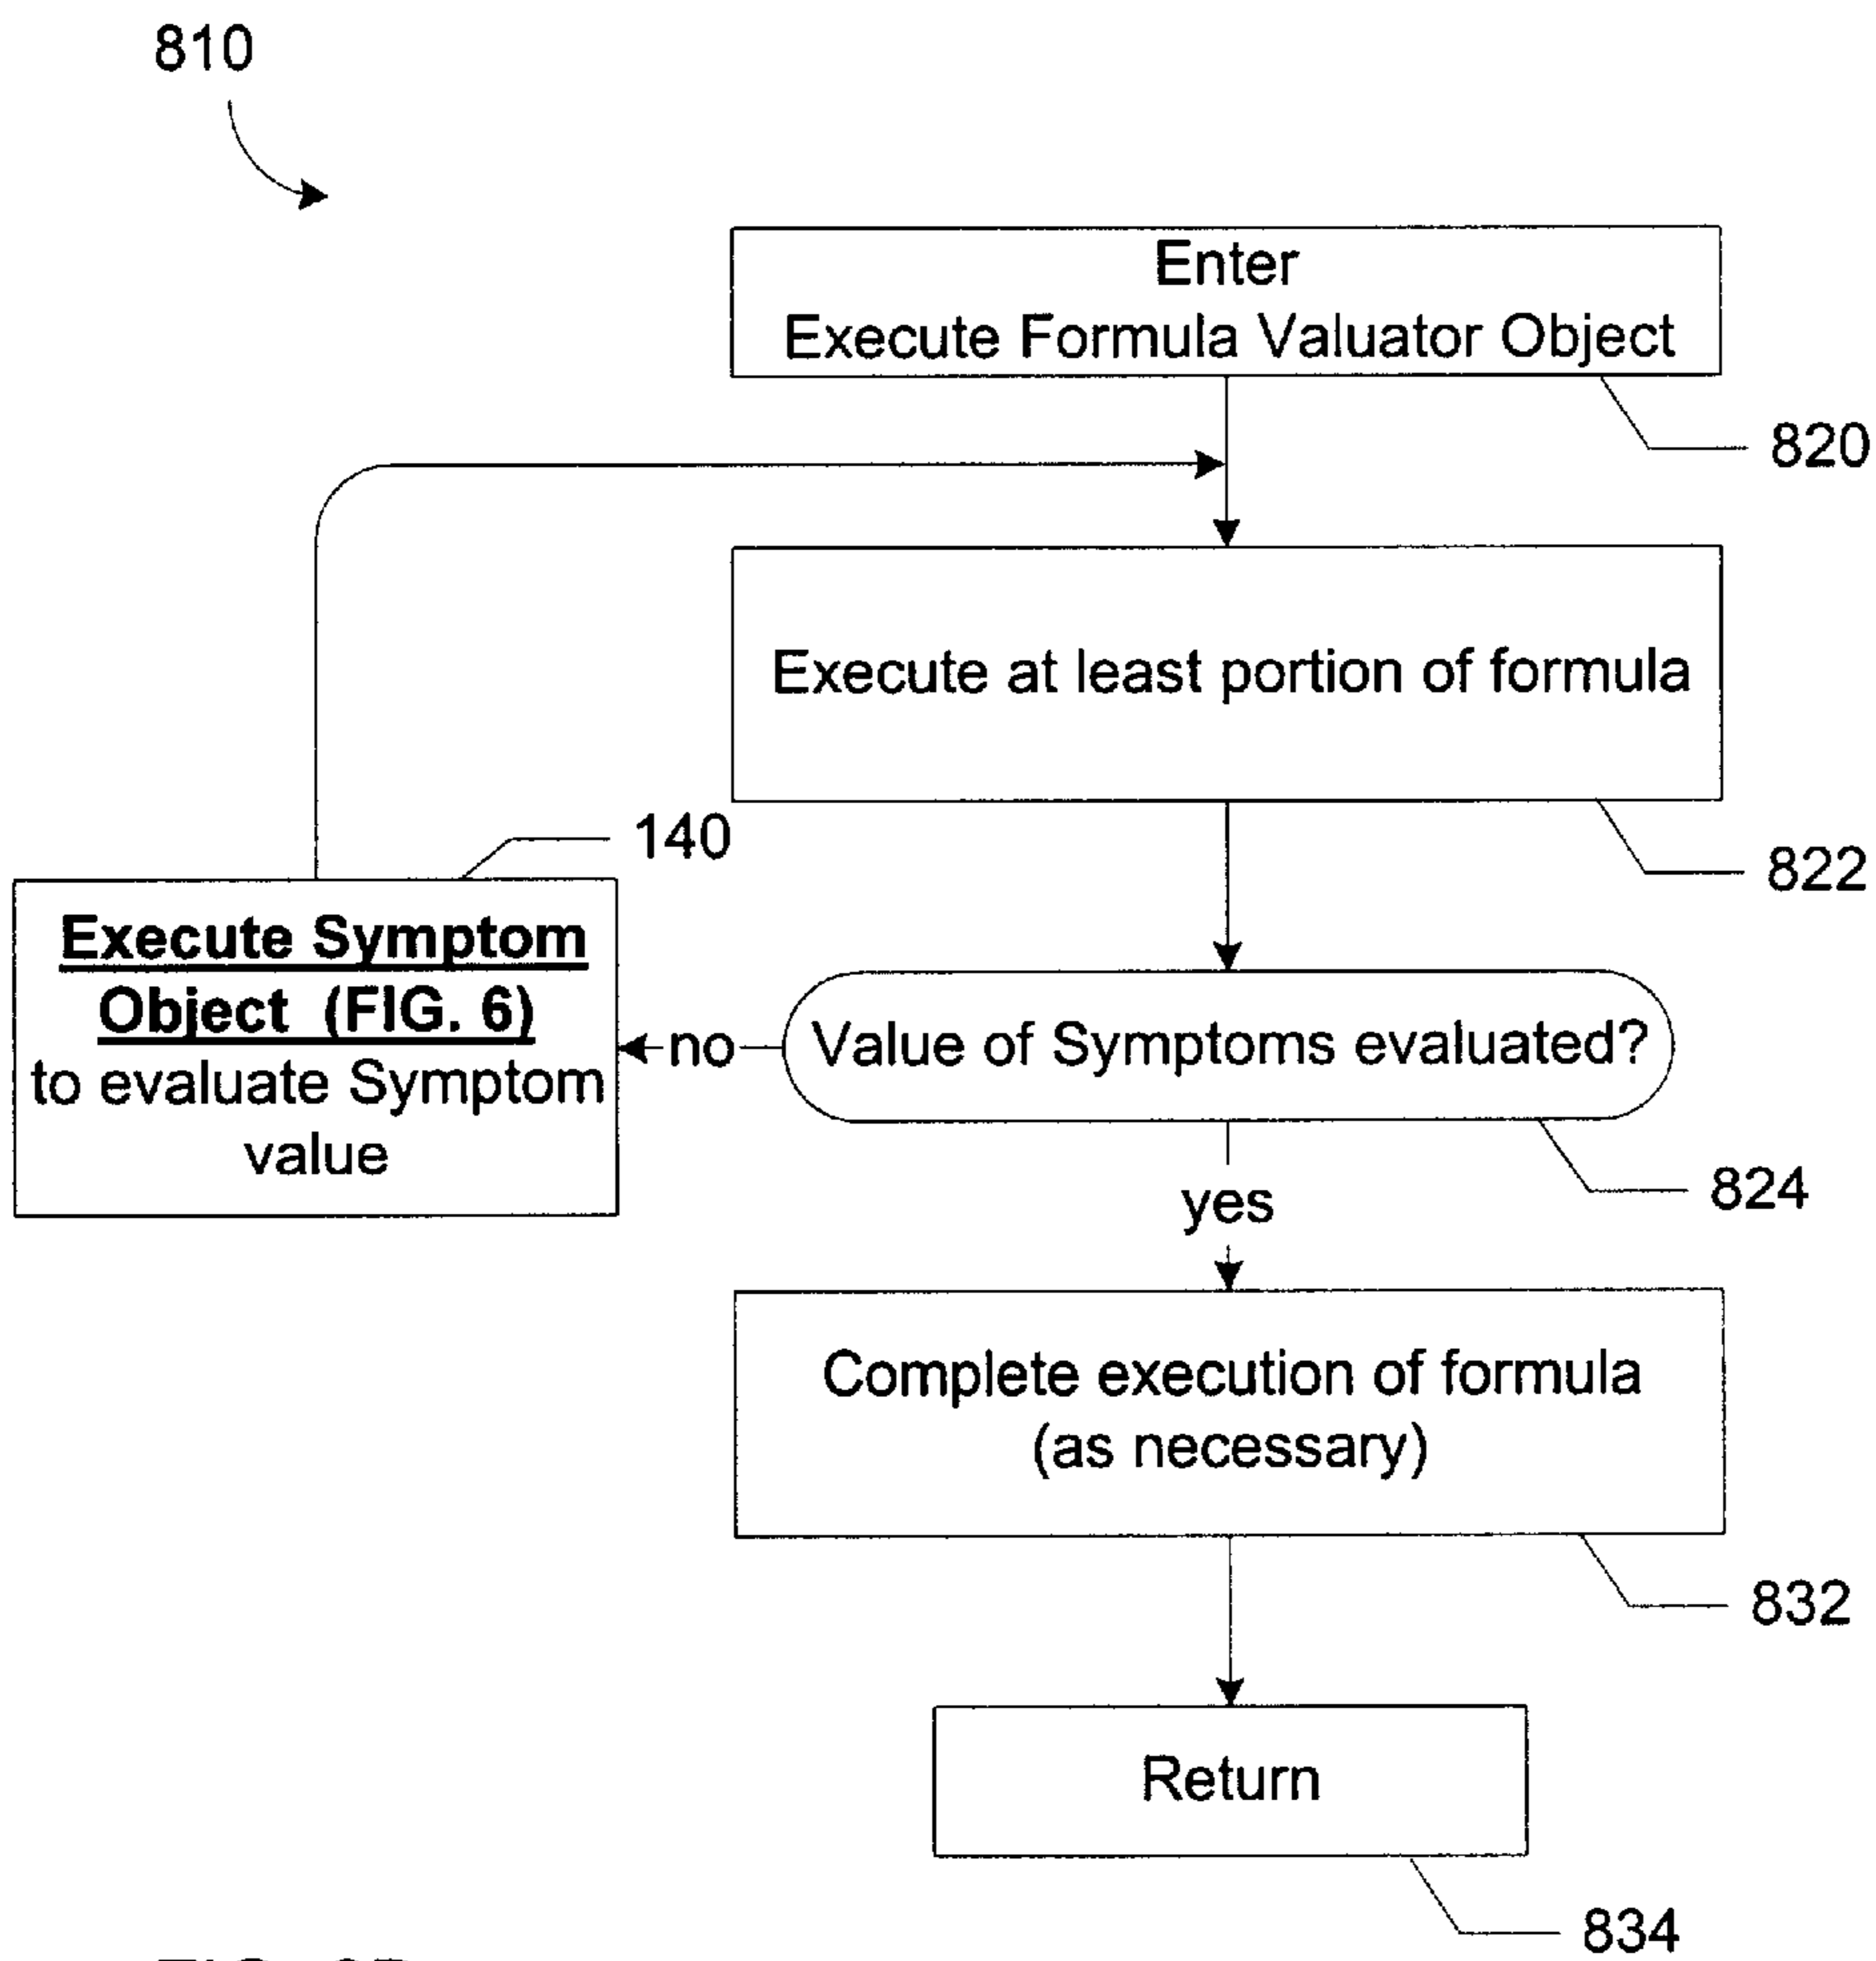 810
Enter
Execute Formula Valuator Object
820
Execute at least portion of formula
822
140
Execute Symptom
Object (FIG. 6)
to evaluate Symptom
value
no
Value of Symptoms evaluated?
824
yes
Complete execution of formula
(as necessary)
832
Return
834